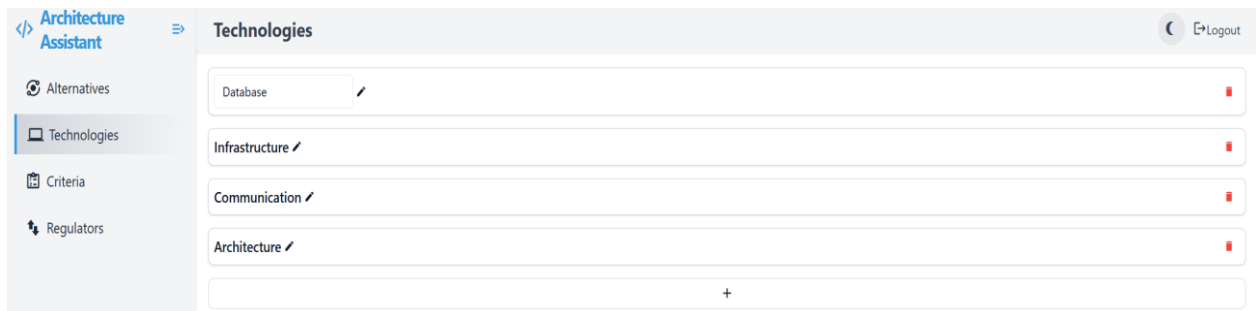 </> Architecture
Assistant
Technologies
Logout
Alternatives
Technologies
Criteria
Regulators
Database
Infrastructure
Communication
Architecture
+